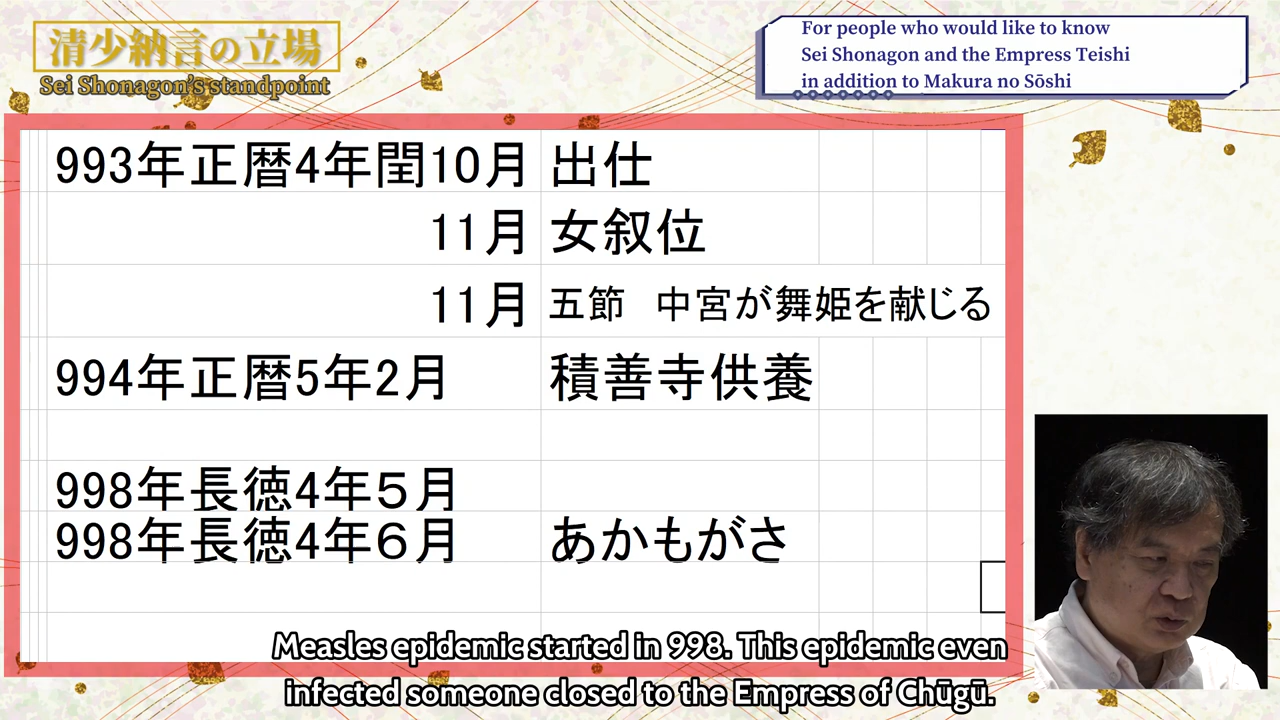 清少納言の立場
Sei Shonagon's standpoint
For people who would like to know
Sei Shonagon and the Empress Teishi
in addition to Makura no Sōshi
993年正暦4年閏10月 出仕
11月 女叙位
11月 五節 中宮が舞姫を献じる
994年正暦5年2月 積善寺供養
998年長徳4年5月
998年長徳4年6月 あかもがさ
Measles epidemic started in 998. This epidemic even
infected someone closed to the Empress of Chūgū.